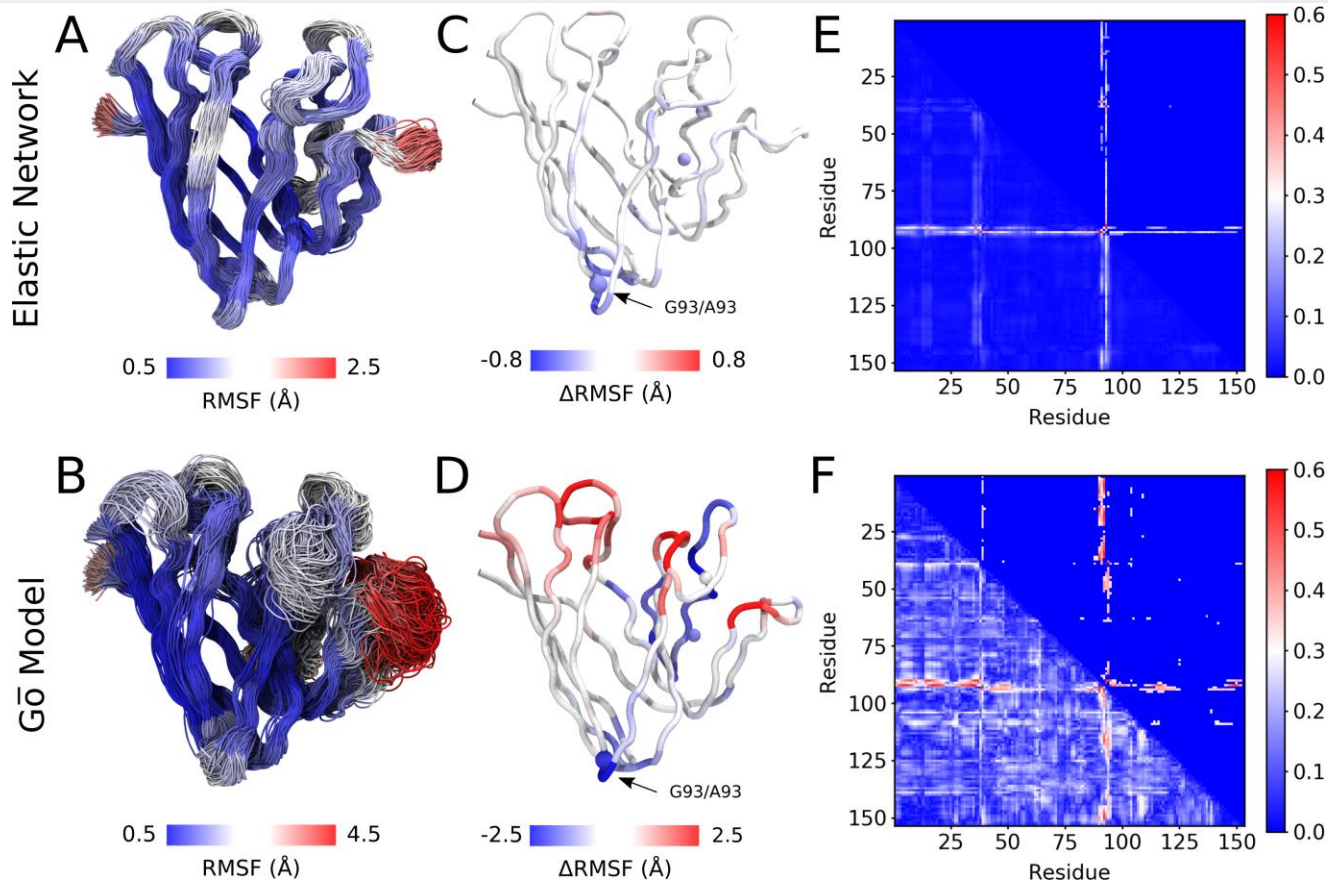 A
C
E
Elastic Network
G93/A93
0.5
2.5
RMSF (Å)
-0.8
0.8
ΔRMSF (Å)
25
50
75
100
125
150
Residue
25
50
75
100
125
150
Residue
0.6
0.5
0.4
0.3
0.2
0.1
0.0
B
D
F
Gō Model
G93/A93
0.5
4.5
RMSF (Å)
-2.5
2.5
ΔRMSF (Å)
25
50
75
100
125
150
Residue
25
50
75
100
125
150
Residue
0.6
0.5
0.4
0.3
0.2
0.1
0.0